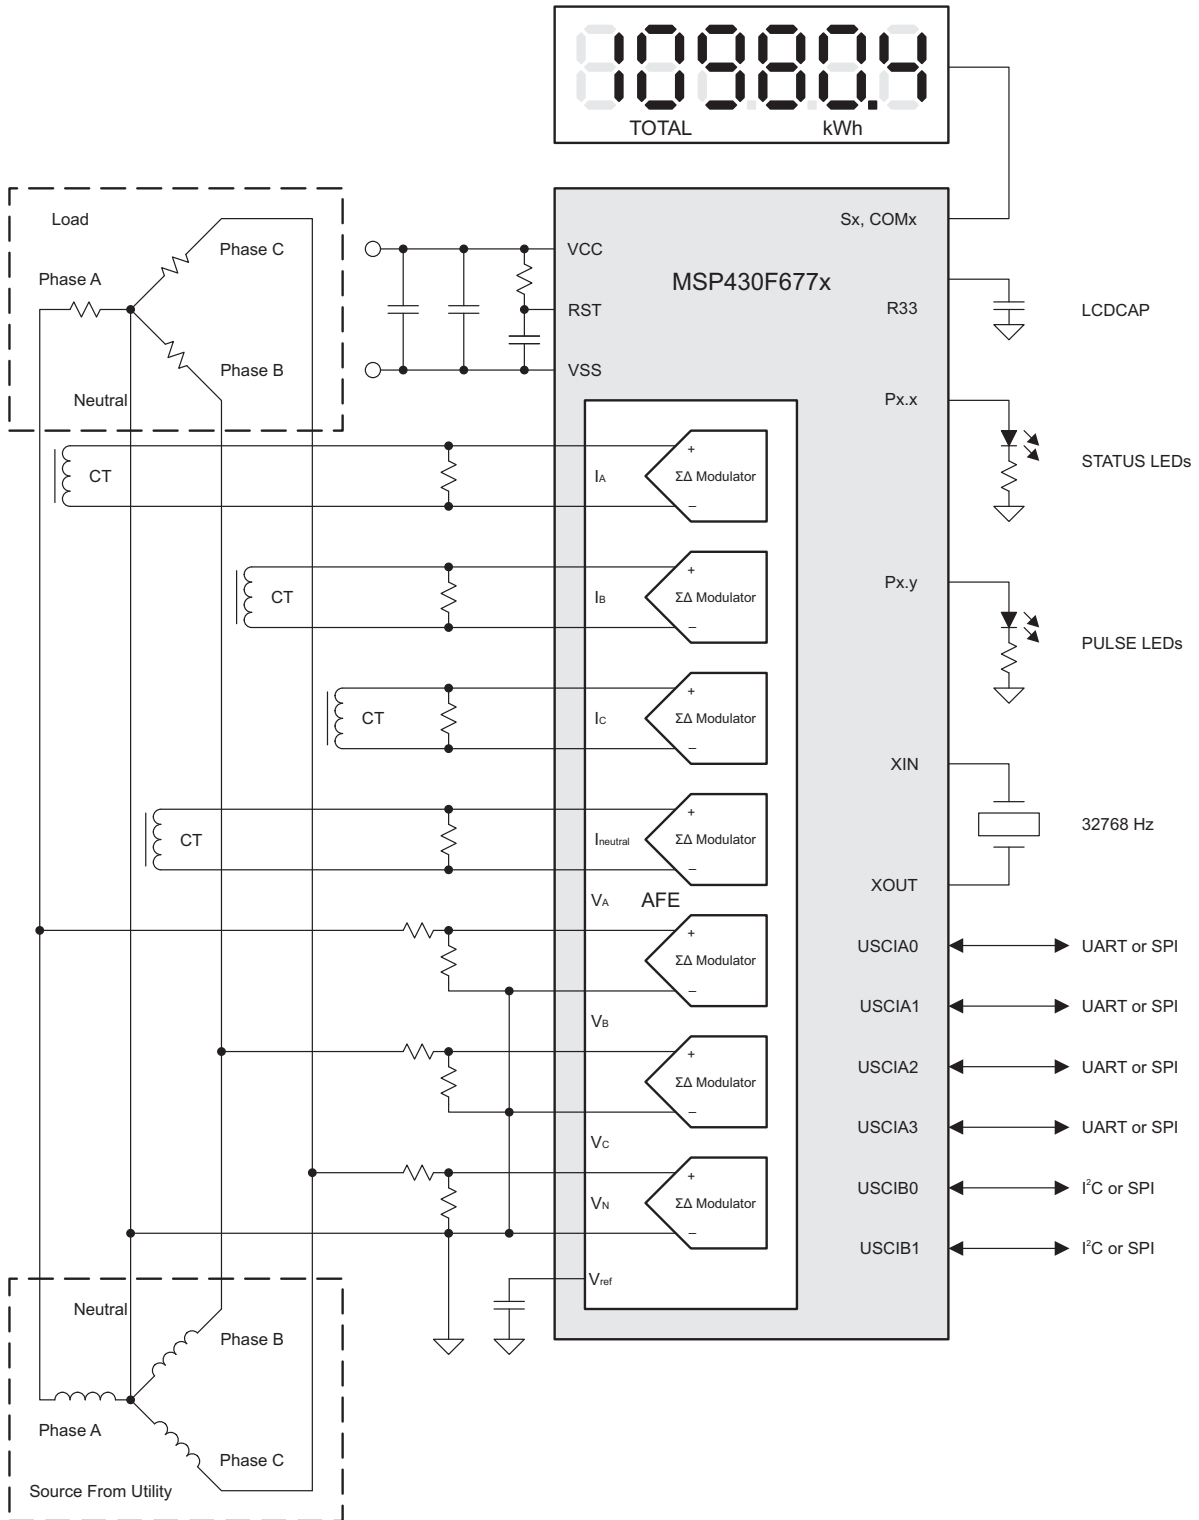 10980.4
TOTAL kWh
Load
Phase C
Phase A
Phase B
Neutral
VCC
RST
VSS
MSP430F677x
Sx, COMx
R33
LCDCAP
Px.x
STATUS LEDs
CT
IA
+
ΣΔ Modulator
–
CT
IB
+
ΣΔ Modulator
–
Px.y
PULSE LEDs
CT
IC
+
ΣΔ Modulator
–
XIN
32768 Hz
XOUT
CT
Ineutral
+
ΣΔ Modulator
–
VA
AFE
+
ΣΔ Modulator
–
VB
+
ΣΔ Modulator
–
VC
+
VN
ΣΔ Modulator
–
Vref
USCIA0 UART or SPI
USCIA1 UART or SPI
USCIA2 UART or SPI
USCIA3 UART or SPI
USCIB0 I²C or SPI
USCIB1 I²C or SPI
Neutral
Phase B
Phase A
Phase C
Source From Utility